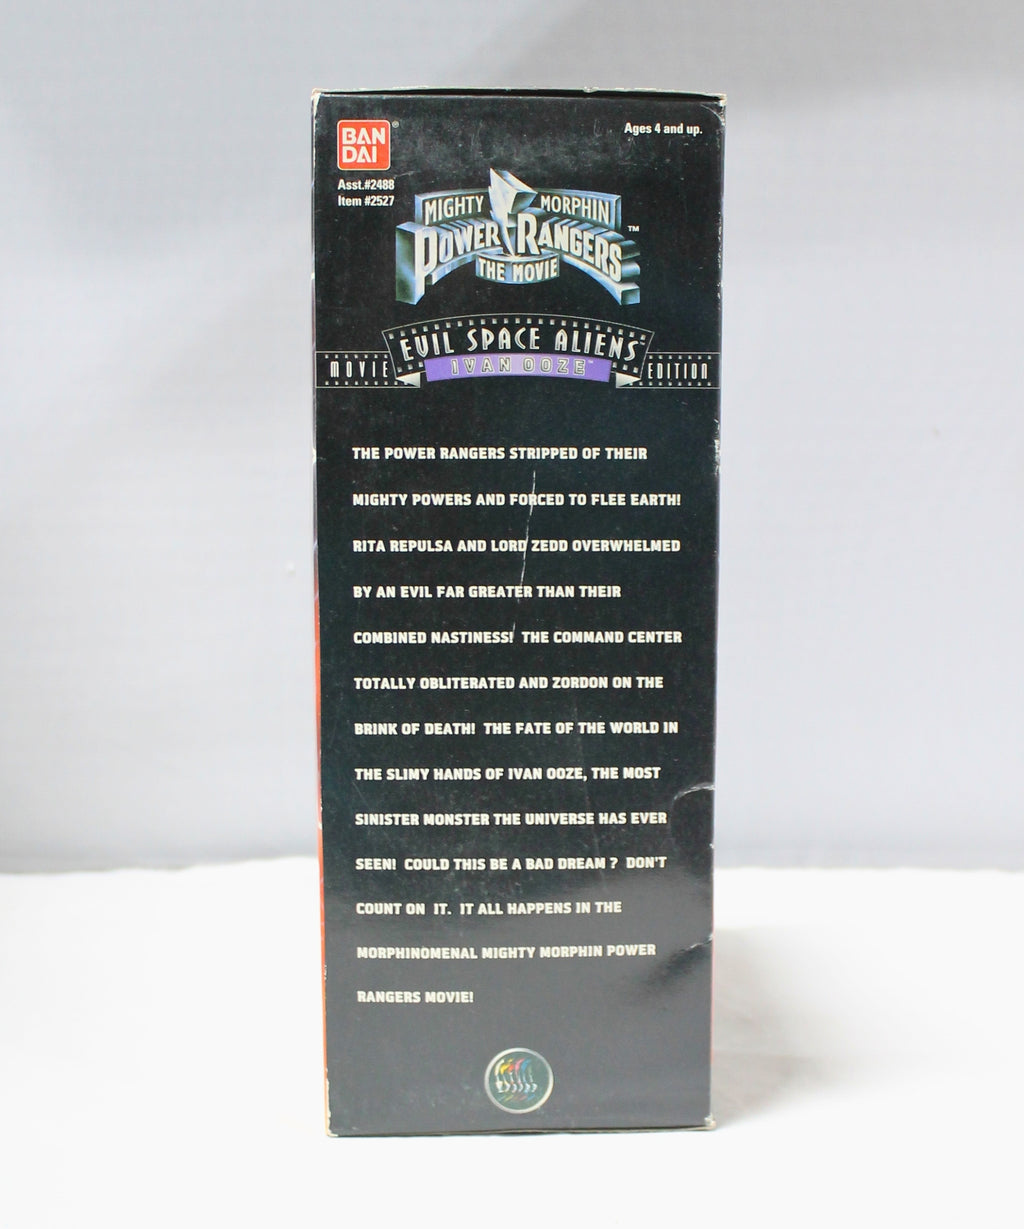 BAN
DAI
®
Ages 4 and up.
Asst.#2488
Item #2527
MIGHTY MORPHIN
POWER RANGERS
™
THE MOVIE
EVIL SPACE ALIENS
MOVIE IVAN OOZE EDITION
THE POWER RANGERS STRIPPED OF THEIR
MIGHTY POWERS AND FORCED TO FLEE EARTH!
RITA REPULSA AND LORD ZEDD OVERWHELMED
BY AN EVIL FAR GREATER THAN THEIR
COMBINED NASTINESS! THE COMMAND CENTER
TOTALLY OBLITERATED AND ZORDON ON THE
BRINK OF DEATH! THE FATE OF THE WORLD IN
THE SLIMY HANDS OF IVAN OOZE, THE MOST
SINISTER MONSTER THE UNIVERSE HAS EVER
SEEN! COULD THIS BE A BAD DREAM ? DON'T
COUNT ON IT. IT ALL HAPPENS IN THE
MORPHINOMENAL MIGHTY MORPHIN POWER
RANGERS MOVIE!